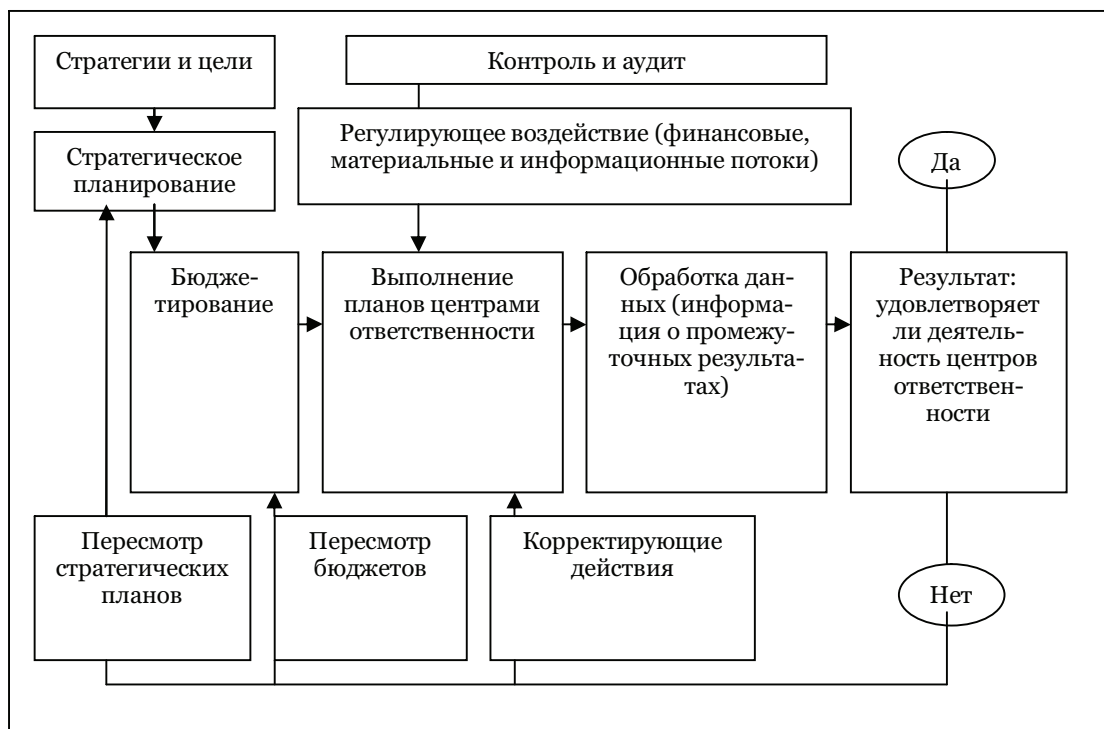 Стратегии и цели
Контроль и аудит
Регулирующее воздействие (финансовые,
материальные и информационные потоки)
Стратегическое
планирование
Да
Бюдже-
тирование
Выполнение
планов центрами
ответственности
Обработка дан-
ных (информа-
ция о промежу-
точных результа-
тах)
Результат:
удовлетворяет
ли деятель-
ность центров
ответствен-
ности
Пересмотр
стратегических
планов
Пересмотр
бюджетов
Корректирующие
действия
Нет